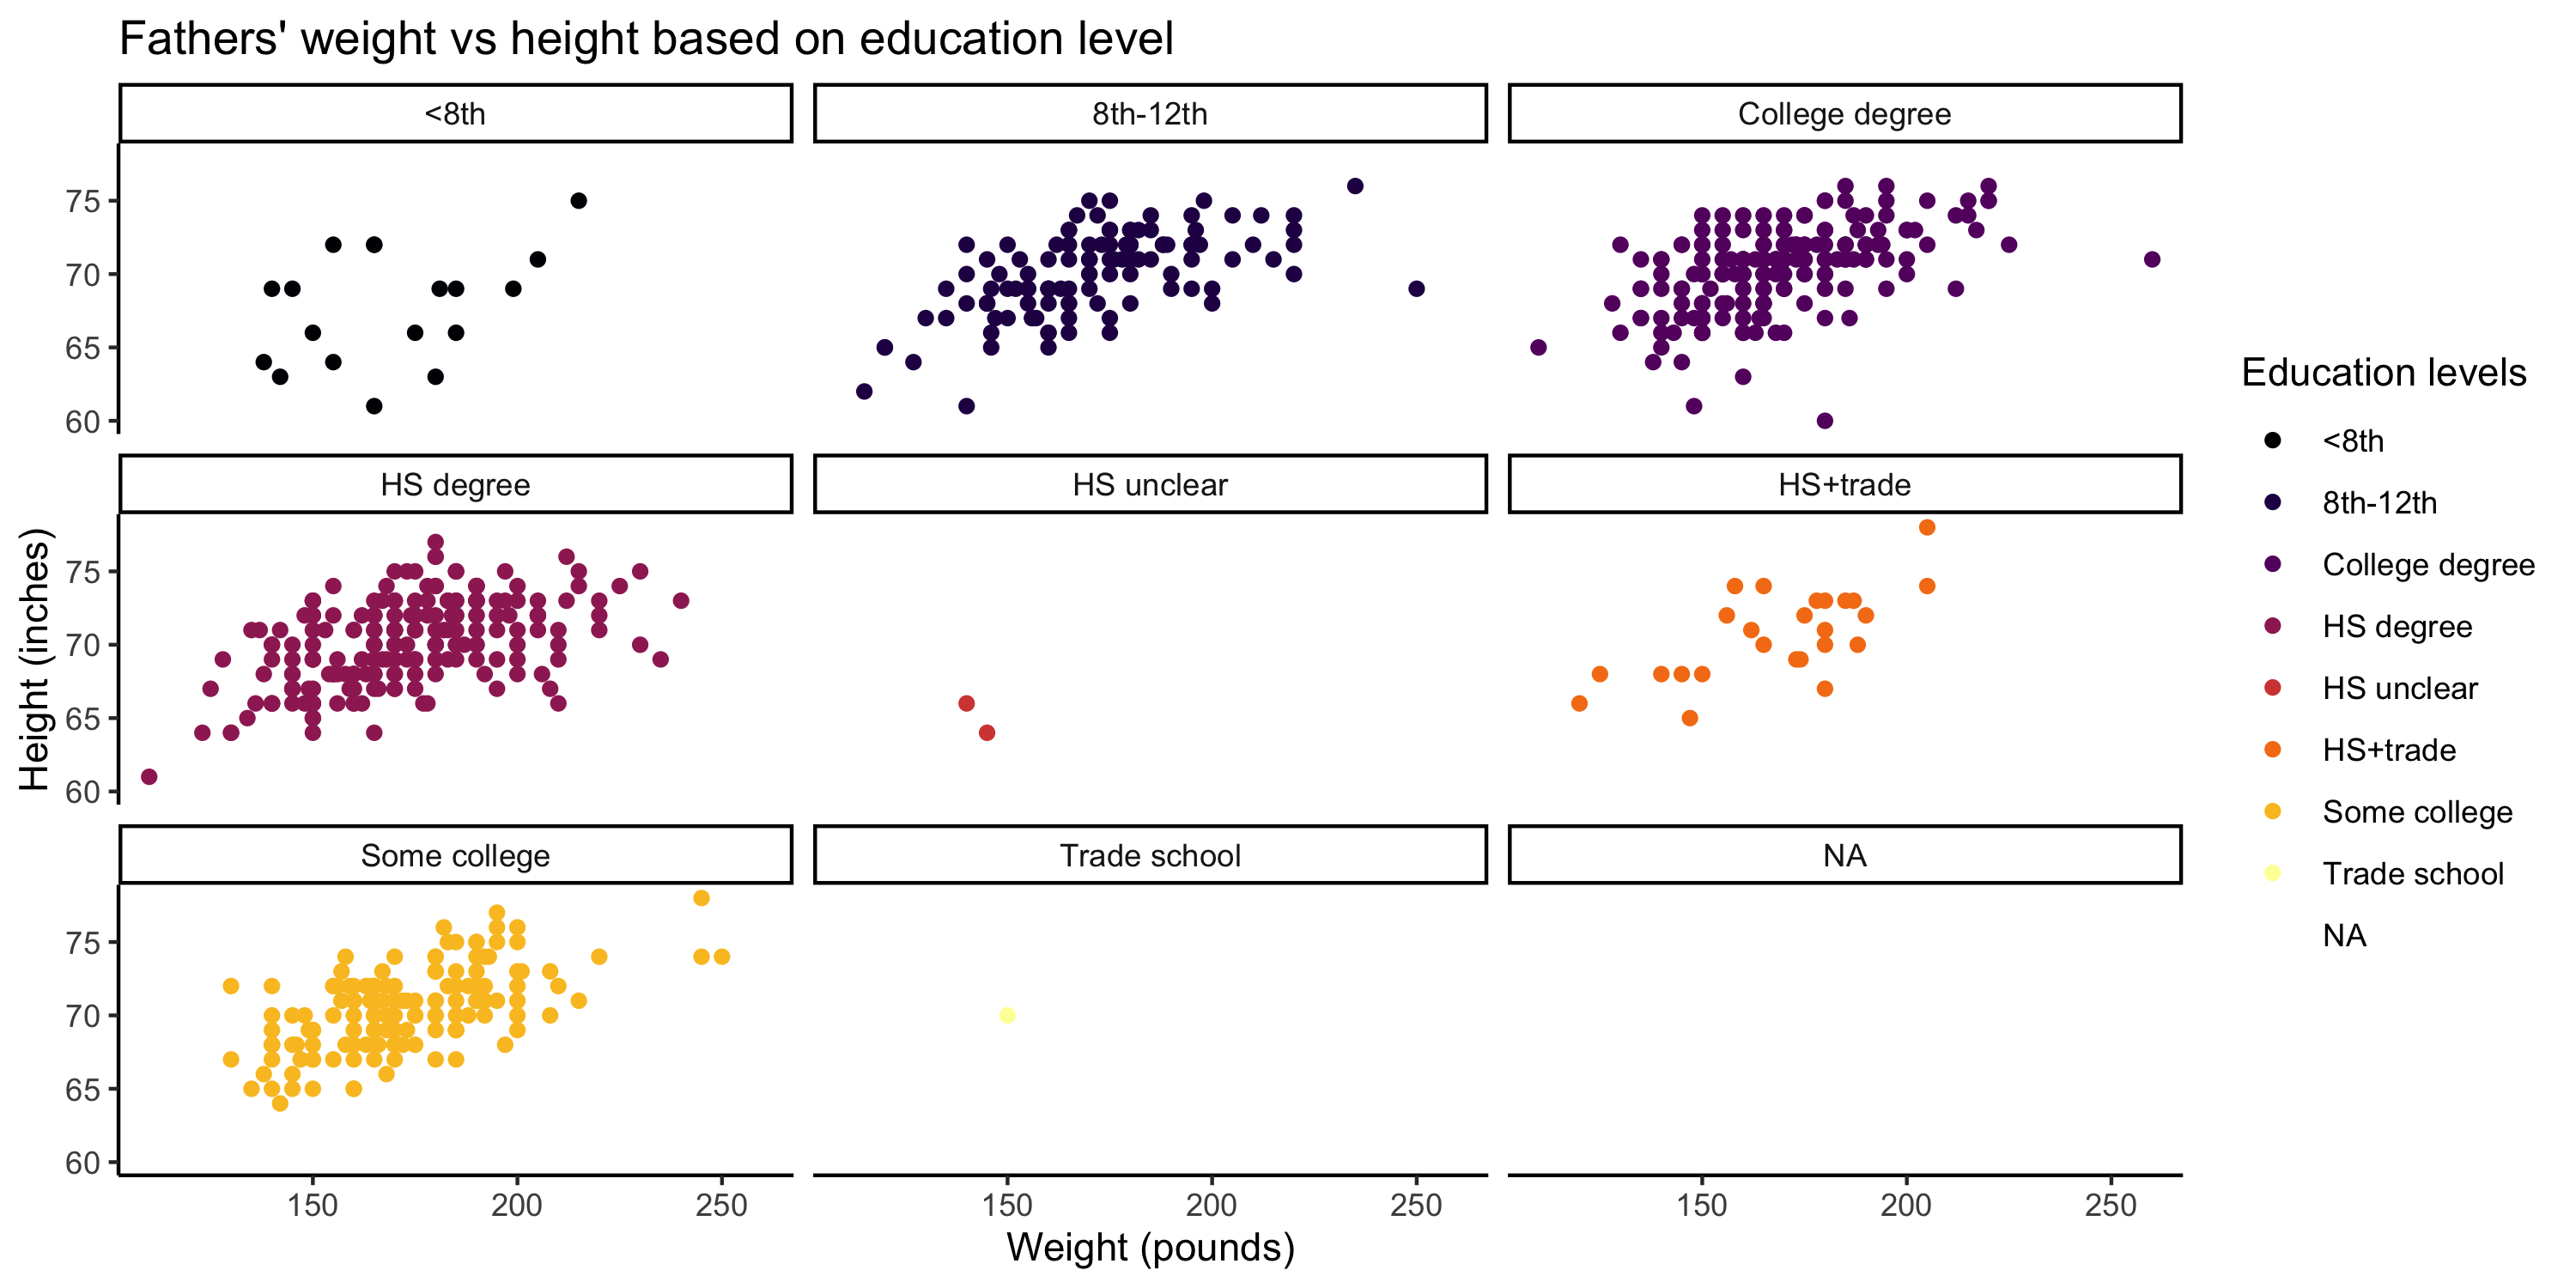 Fathers' weight vs height based on education level
<8th
8th-12th
College degree
75
70
65
60
HS degree
HS unclear
HS+trade
75
70
65
60
Some college
Trade school
NA
75
70
65
60
150
200
250
150
200
250
150
200
250
Height (inches)
Weight (pounds)
Education levels
<8th
8th-12th
College degree
HS degree
HS unclear
HS+trade
Some college
Trade school
NA